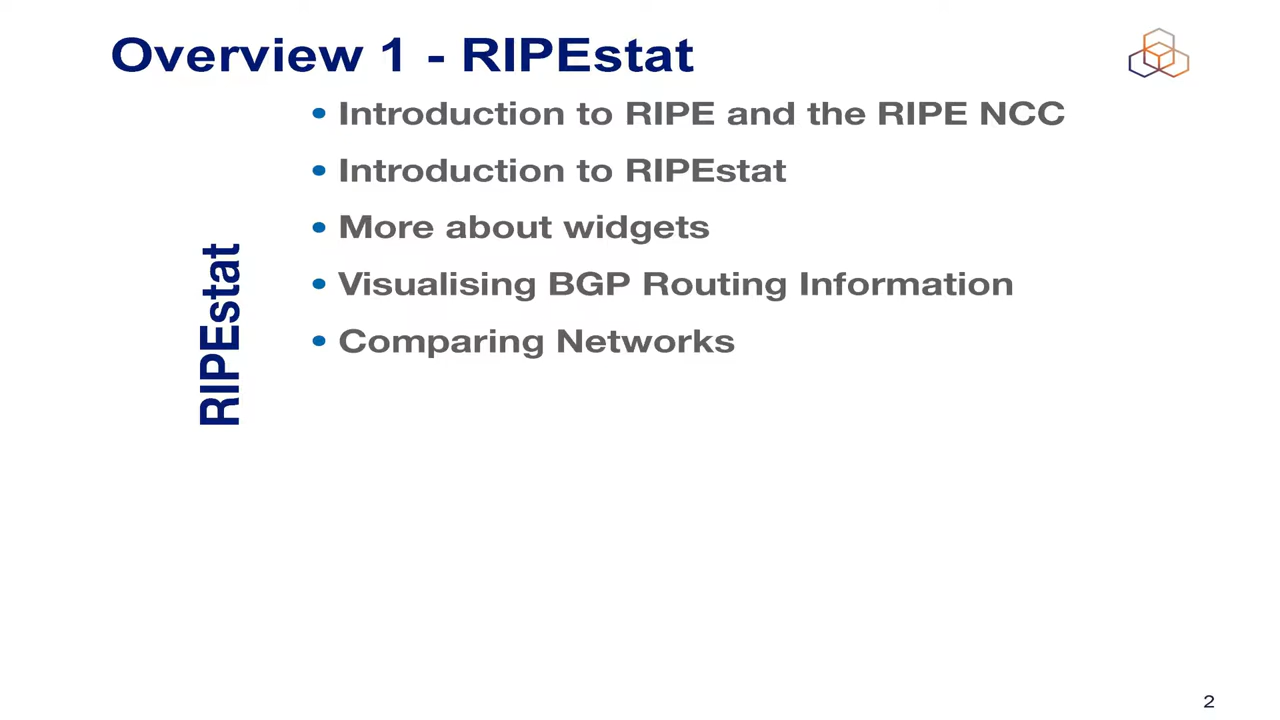 Overview 1 - RIPEstat
• Introduction to RIPE and the RIPE NCC
• Introduction to RIPEstat
• More about widgets
• Visualising BGP Routing Information
• Comparing Networks
RIPEstat
2